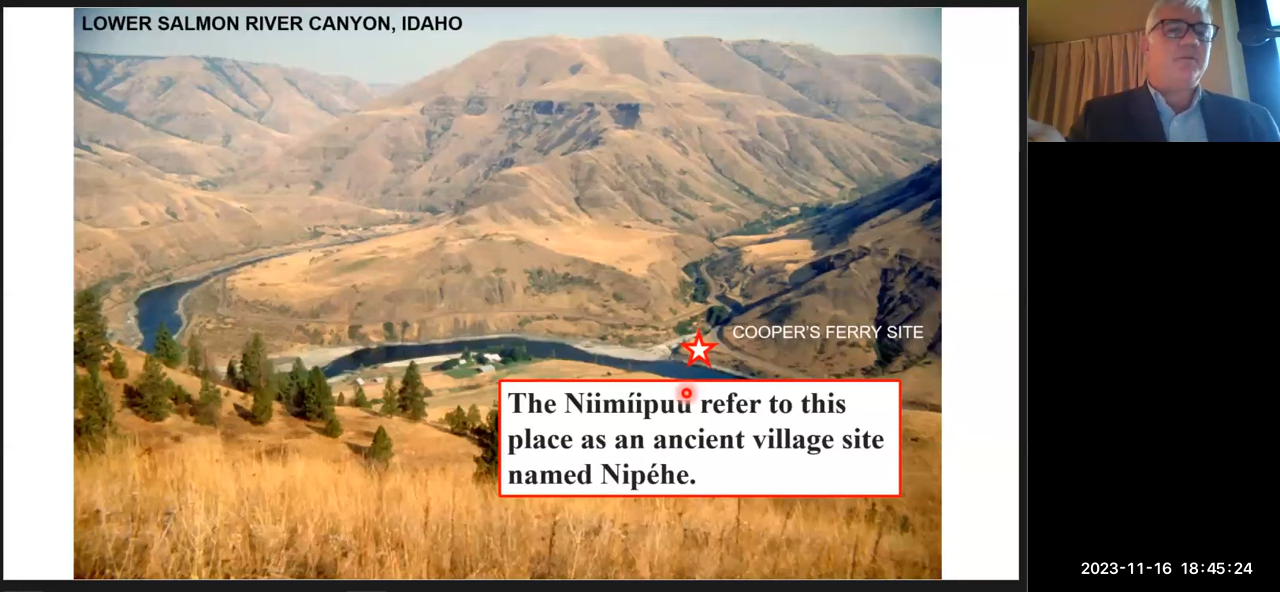 LOWER SALMON RIVER CANYON, IDAHO
COOPER'S FERRY SITE
The Niimíipuu refer to this
place as an ancient village site
named Nipéhe.
2023-11-16 18:45:24